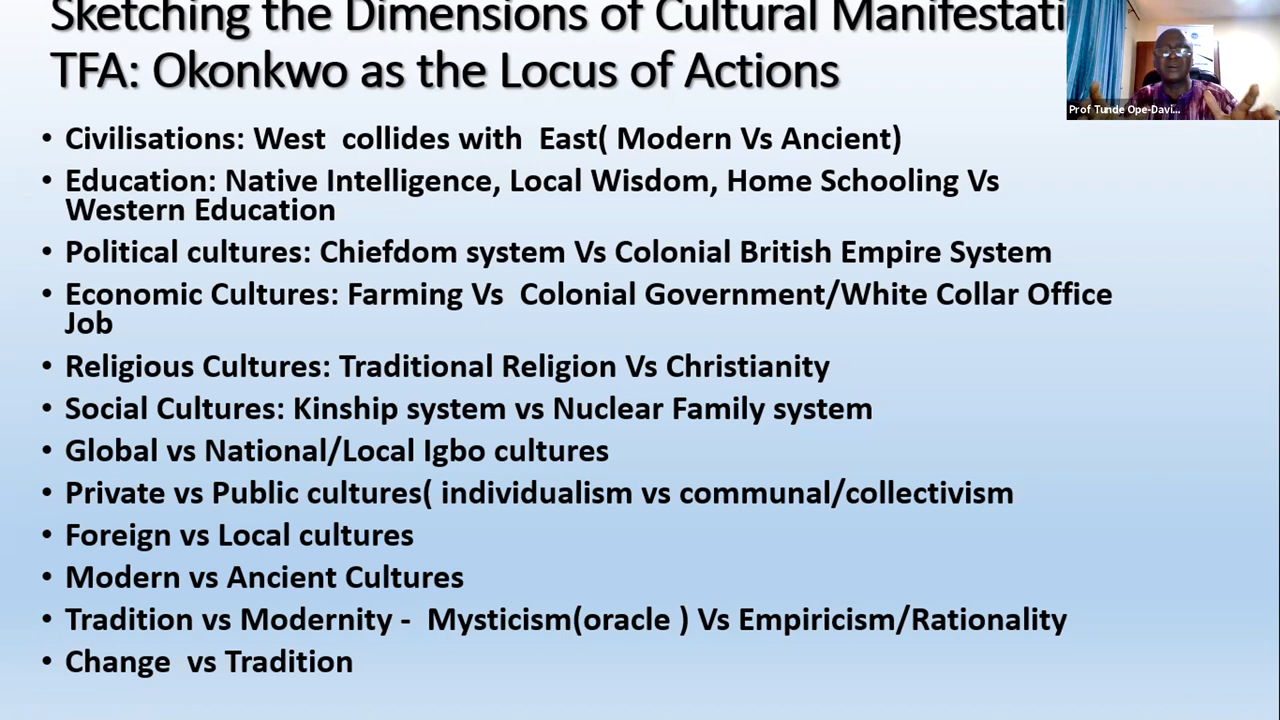 Sketching the Dimensions of Cultural Manifestati
TFA: Okonkwo as the Locus of Actions
Prof Tunde Ope-Davi...
• Civilisations: West collides with East( Modern Vs Ancient)
• Education: Native Intelligence, Local Wisdom, Home Schooling Vs
Western Education
• Political cultures: Chiefdom system Vs Colonial British Empire System
• Economic Cultures: Farming Vs Colonial Government/White Collar Office
Job
• Religious Cultures: Traditional Religion Vs Christianity
• Social Cultures: Kinship system vs Nuclear Family system
• Global vs National/Local Igbo cultures
• Private vs Public cultures( individualism vs communal/collectivism
• Foreign vs Local cultures
• Modern vs Ancient Cultures
• Tradition vs Modernity - Mysticism(oracle ) Vs Empiricism/Rationality
• Change vs Tradition